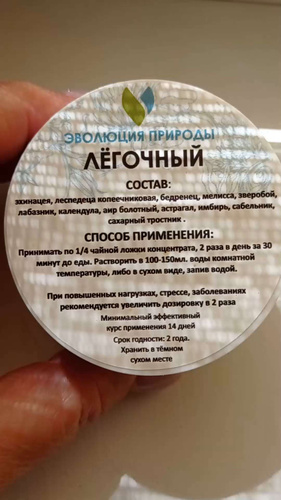 ЭВОЛЮЦИЯ ПРИРОДЫ
ЛЁГОЧНЫЙ
СОСТАВ:
эхинацея, леспедеца копеечниковая, бедренец, мелисса, зверобой,
лабазник, календула, аир болотный, астрагал, имбирь, сабельник,
сахарный тростник .
СПОСОБ ПРИМЕНЕНИЯ:
Принимать по 1/4 чайной ложки концентрата, 2 раза в день за 30
минут до еды. Растворить в 100-150мл. воды комнатной
температуры, либо в сухом виде, запив водой.
При повышенных нагрузках, стрессе, заболеваниях
рекомендуется увеличить дозировку в 2 раза
Минимальный эффективный
курс применения 14 дней
Срок годности: 2 года.
Хранить в тёмном
сухом месте